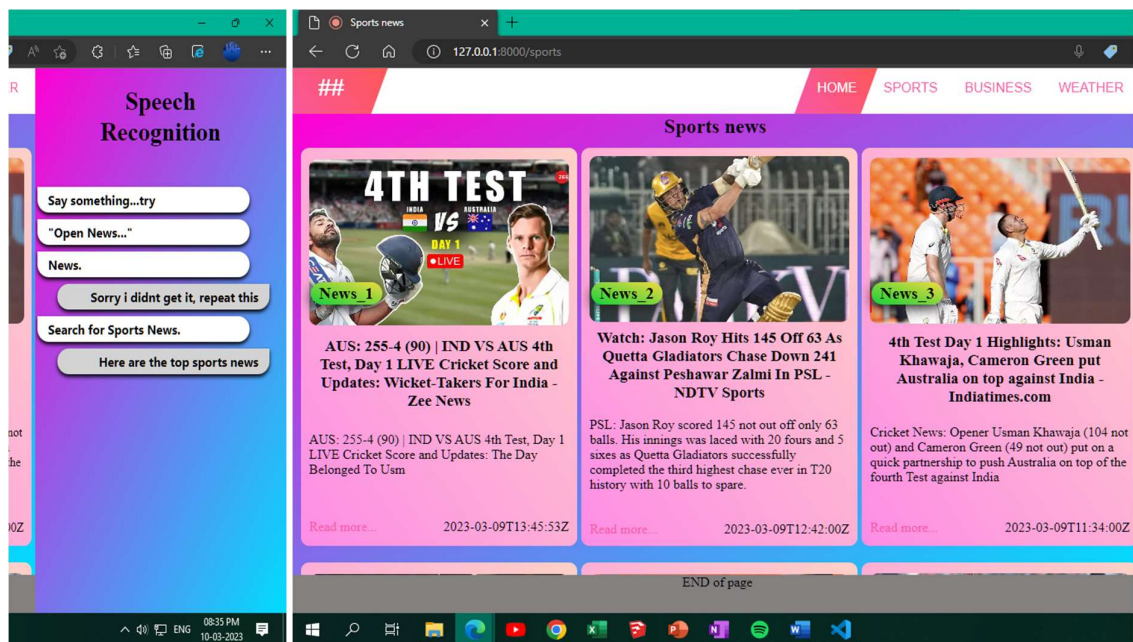 R
Speech
Recognition
Say something...try
"Open News..."
News.
Sorry i didnt get it, repeat this
Search for Sports News.
Here are the top sports news
not
the
00Z
ENG
08:35 PM
10-03-2023
Sports news
127.0.0.1:8000/sports
##
HOME SPORTS BUSINESS WEATHER
Sports news
4TH TEST
INDIA AUSTRALIA
VS
DAY 1
LIVE
News_1
AUS: 255-4 (90) | IND VS AUS 4th
Test, Day 1 LIVE Cricket Score and
Updates: Wicket-Takers For India -
Zee News
AUS: 255-4 (90) | IND VS AUS 4th Test, Day 1
LIVE Cricket Score and Updates: The Day
Belonged To Usm
Read more... 2023-03-09T13:45:53Z
News_2
Watch: Jason Roy Hits 145 Off 63 As
Quetta Gladiators Chase Down 241
Against Peshawar Zalmi In PSL -
NDTV Sports
PSL: Jason Roy scored 145 not out off only 63
balls. His innings was laced with 20 fours and 5
sixes as Quetta Gladiators successfully
completed the third highest chase ever in T20
history with 10 balls to spare.
Read more... 2023-03-09T12:42:00Z
RU
News_3
4th Test Day 1 Highlights: Usman
Khawaja, Cameron Green put
Australia on top against India -
Indiatimes.com
Cricket News: Opener Usman Khawaja (104 not
out) and Cameron Green (49 not out) put on a
quick partnership to push Australia on top of the
fourth Test against India
Read more... 2023-03-09T11:34:00Z
END of page